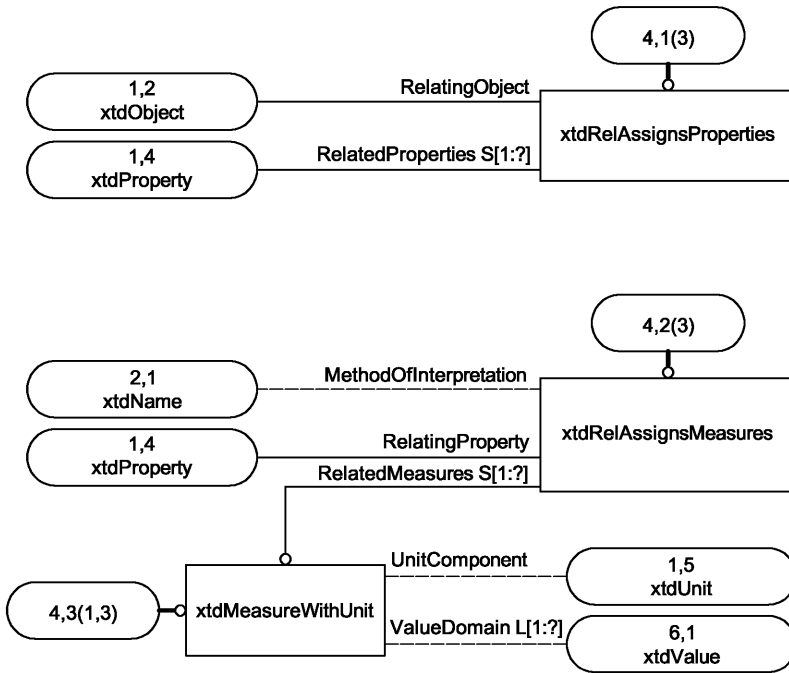 4,1(3)
1,2
xtdObject
RelatingObject
xtdRelAssignsProperties
1,4
xtdProperty
RelatedProperties S[1:?]
4,2(3)
2,1
xtdName
MethodOfInterpretation
xtdRelAssignsMeasures
1,4
xtdProperty
RelatingProperty
RelatedMeasures S[1:?]
4,3(1,3)
xtdMeasureWithUnit
UnitComponent
1,5
xtdUnit
ValueDomain L[1:?]
6,1
xtdValue